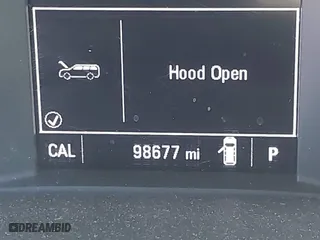 Hood Open
CAL 98677 mi P
DREAMBID